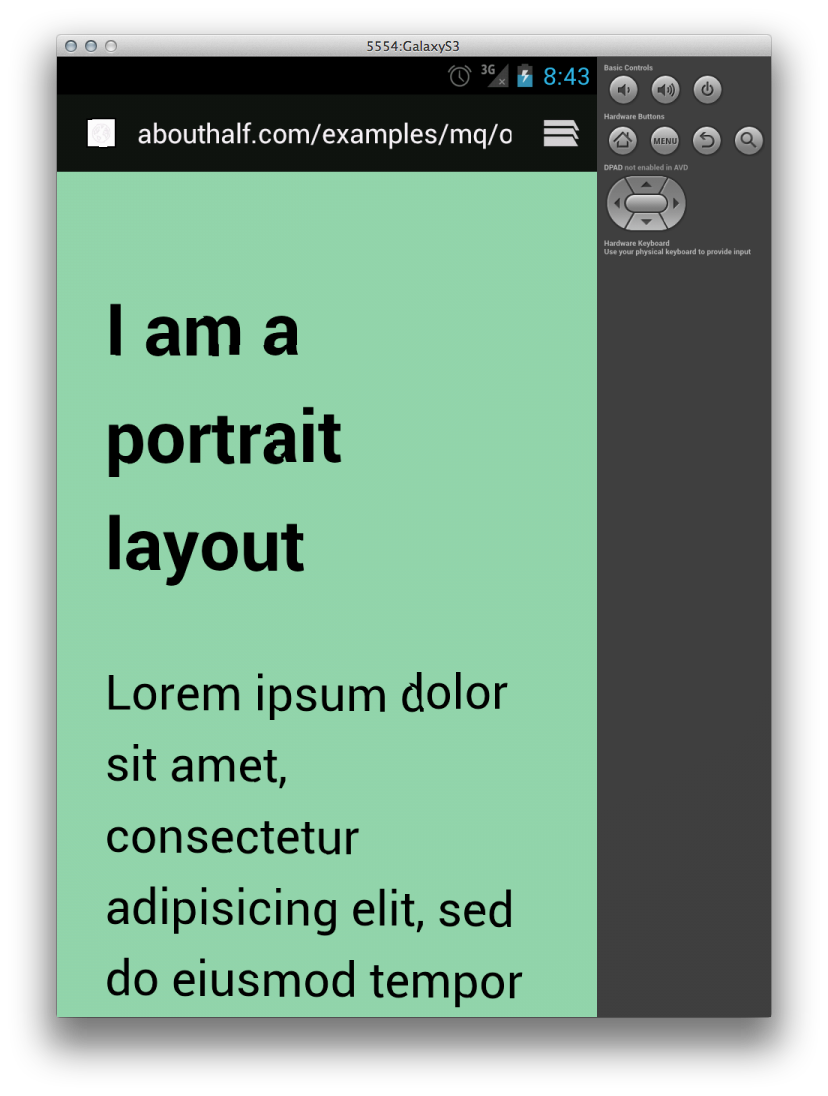 5554:GalaxyS3
3G
8:43
abouthalf.com/examples/mq/o
I am a
portrait
layout
Lorem ipsum dolor
sit amet,
consectetur
adipisicing elit, sed
do eiusmod tempor
Basic Controls
Hardware Buttons
MENU
DPAD not enabled in AVD
Hardware Keyboard
Use your physical keyboard to provide input